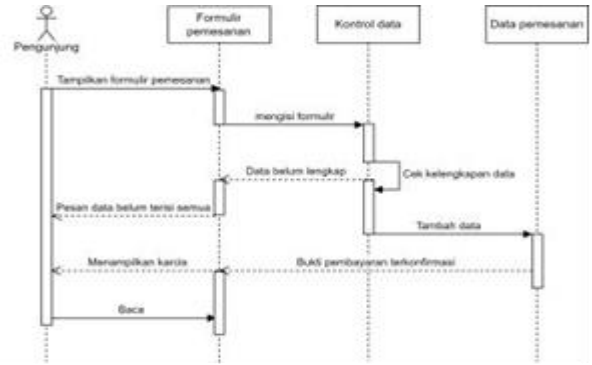 Formulir
pemesanan
Kontrol data
Data pemesanan
Pengunjung
Tampilkan formulir pemesanan
mengisi formulir
Data belum lengkap
Cek kelengkapan data
Pesan data belum terisi semua
Tambah data
Menampilkan karcis
Bukti pembayaran terkonfirmasi
Baca